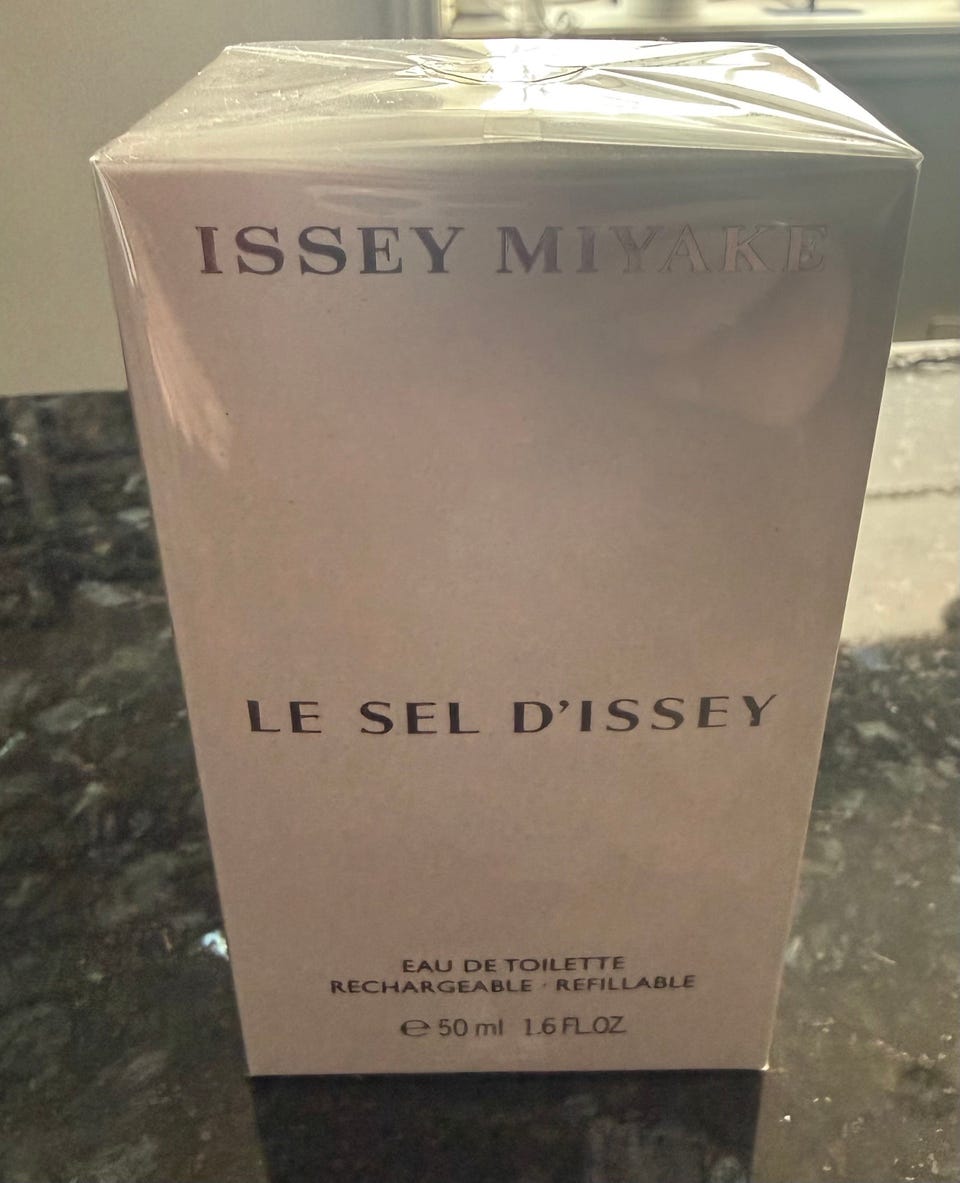 ISSEY MIYAKE
LE SEL D'ISSEY
EAU DE TOILETTE
RECHARGEABLE · REFILLABLE
℮ 50 ml 1.6 FL.OZ